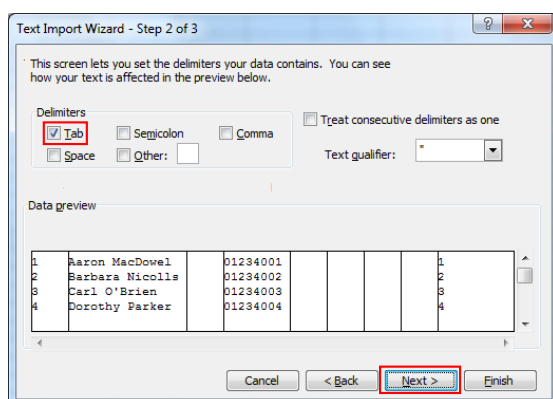 Text Import Wizard - Step 2 of 3
This screen lets you set the delimiters your data contains. You can see
how your text is affected in the preview below.
Delimiters
Tab Semicolon Comma
Space Other:
Treat consecutive delimiters as one
Text qualifier: "
Data preview
1 Aaron MacDowel 01234001 1
2 Barbara Nicolls 01234002 2
3 Carl O'Brien 01234003 3
4 Dorothy Parker 01234004 4
Cancel < Back Next > Finish